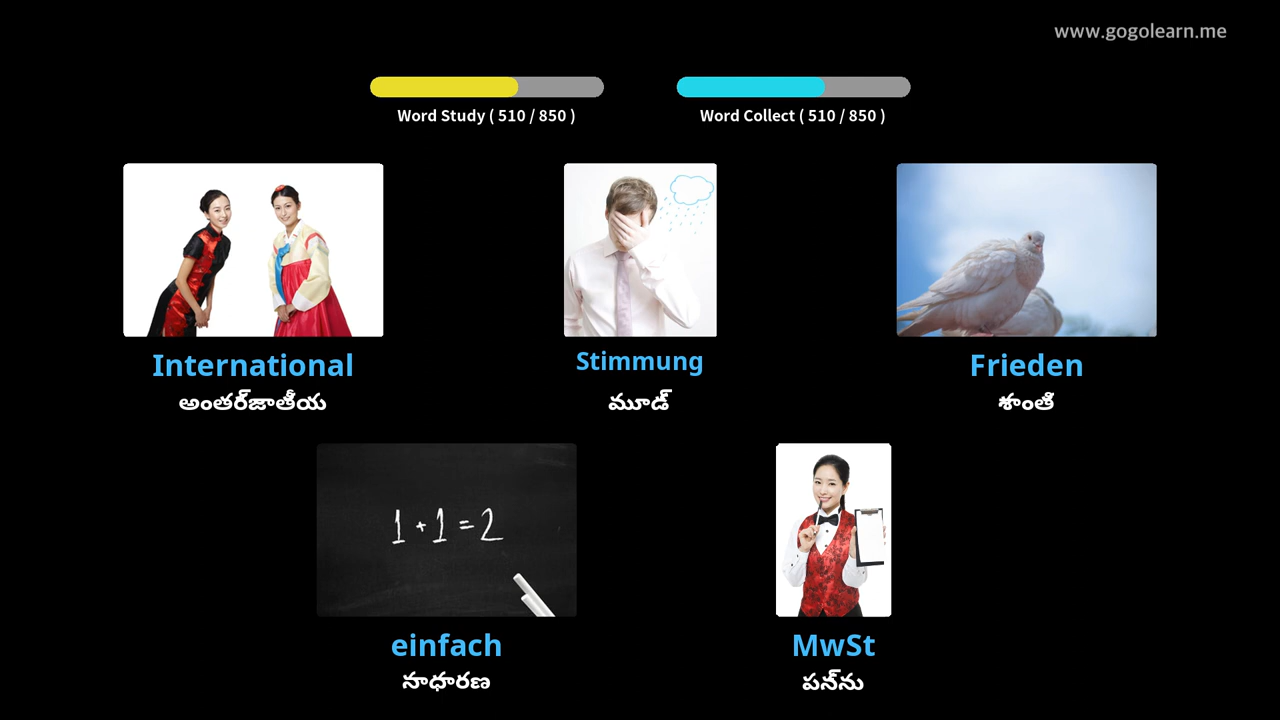 www.gogolearn.me
Word Study ( 510 / 850 )
Word Collect ( 510 / 850 )
International
Stimmung
Frieden
అంతర్జాతీయ
మూడ్
శాంతి
1 + 1 = 2
einfach
MwSt
సాధారణ
పన్ను